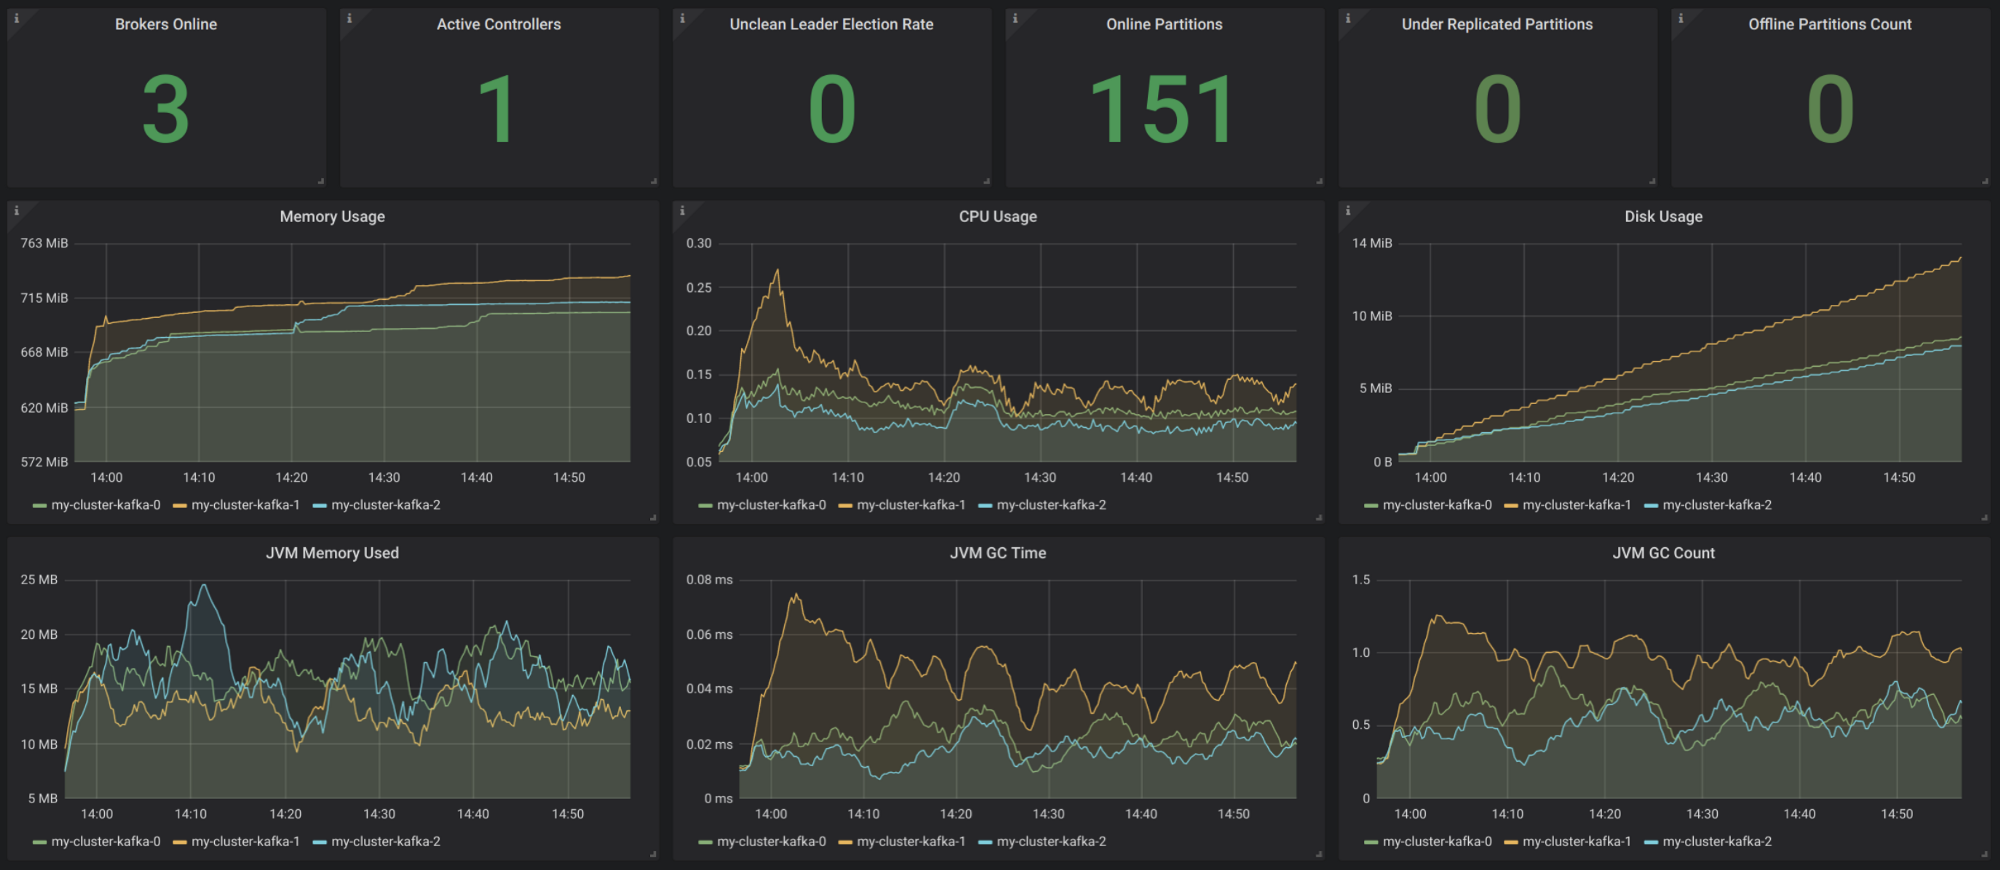 Brokers Online
3
Active Controllers
1
Unclean Leader Election Rate
0
Online Partitions
151
Under Replicated Partitions
0
Offline Partitions Count
0
Memory Usage
763 MiB
715 MiB
668 MiB
620 MiB
572 MiB
14:00 14:10 14:20 14:30 14:40 14:50
my-cluster-kafka-0 my-cluster-kafka-1 my-cluster-kafka-2
CPU Usage
0.30
0.25
0.20
0.15
0.10
0.05
14:00 14:10 14:20 14:30 14:40 14:50
my-cluster-kafka-0 my-cluster-kafka-1 my-cluster-kafka-2
Disk Usage
14 MiB
10 MiB
5 MiB
0 B
14:00 14:10 14:20 14:30 14:40 14:50
my-cluster-kafka-0 my-cluster-kafka-1 my-cluster-kafka-2
JVM Memory Used
25 MB
20 MB
15 MB
10 MB
5 MB
14:00 14:10 14:20 14:30 14:40 14:50
my-cluster-kafka-0 my-cluster-kafka-1 my-cluster-kafka-2
JVM GC Time
0.08 ms
0.06 ms
0.04 ms
0.02 ms
0 ms
14:00 14:10 14:20 14:30 14:40 14:50
my-cluster-kafka-0 my-cluster-kafka-1 my-cluster-kafka-2
JVM GC Count
1.5
1.0
0.5
0
14:00 14:10 14:20 14:30 14:40 14:50
my-cluster-kafka-0 my-cluster-kafka-1 my-cluster-kafka-2